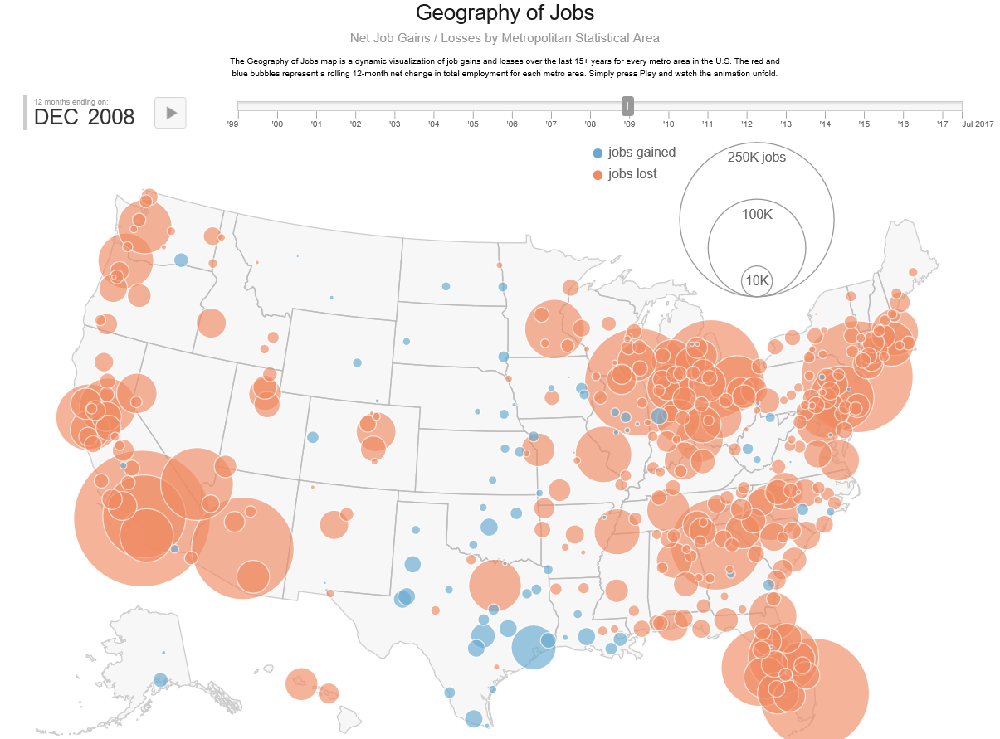 Geography of Jobs
Net Job Gains / Losses by Metropolitan Statistical Area
The Geography of Jobs map is a dynamic visualization of job gains and losses over the last 15+ years for every metro area in the U.S. The red and
blue bubbles represent a rolling 12-month net change in total employment for each metro area. Simply press Play and watch the animation unfold.
12 months ending on:
DEC 2008
'99 '00 '01 '02 '03 '04 '05 '06 '07 '08 '09 '10 '11 '12 '13 '14 '15 '16 '17 Jul 2017
jobs gained
jobs lost
250K jobs
100K
10K